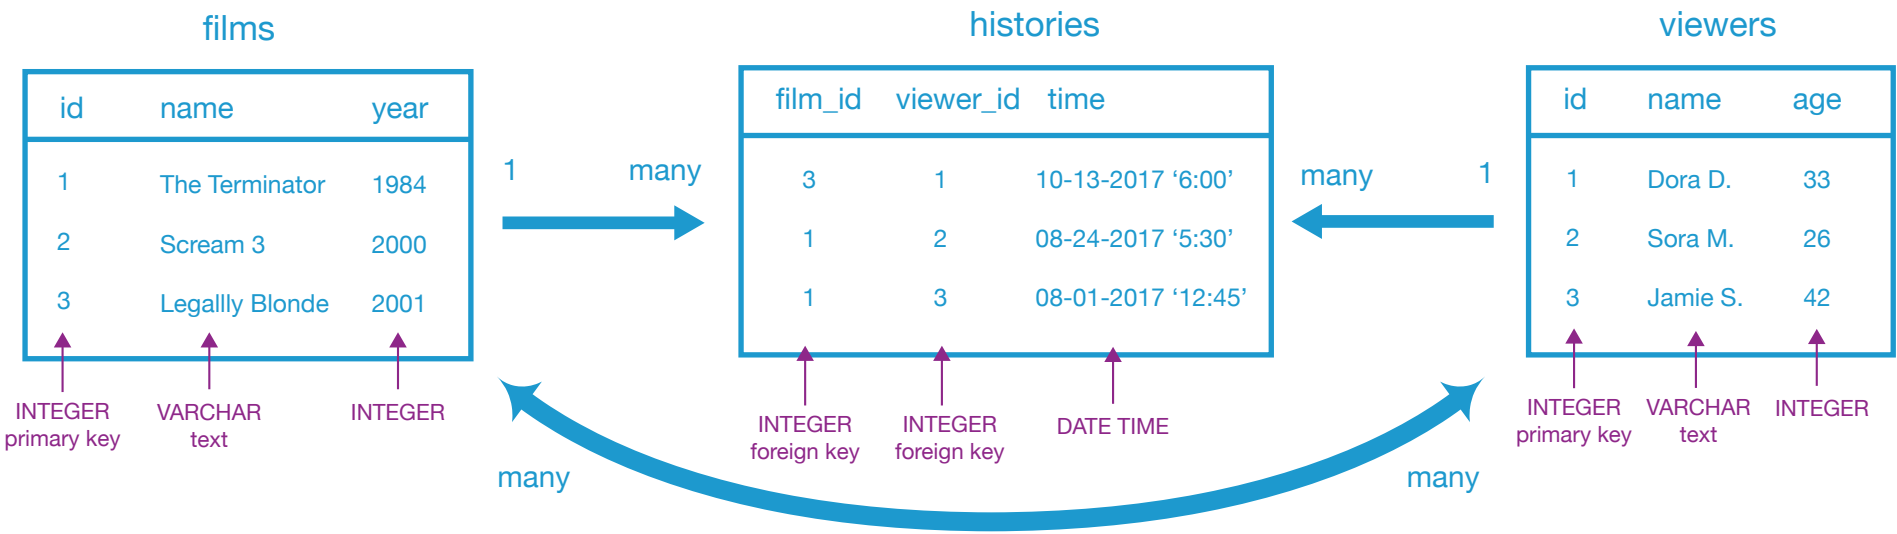 films
id name year
1 The Terminator 1984
2 Scream 3 2000
3 Legallly Blonde 2001
INTEGER primary key
VARCHAR text
INTEGER
1 many
histories
film_id viewer_id time
3 1 10-13-2017 ‘6:00’
1 2 08-24-2017 ‘5:30’
1 3 08-01-2017 ‘12:45’
INTEGER foreign key
INTEGER foreign key
DATE TIME
many 1
viewers
id name age
1 Dora D. 33
2 Sora M. 26
3 Jamie S. 42
INTEGER primary key
VARCHAR text
INTEGER
many
many